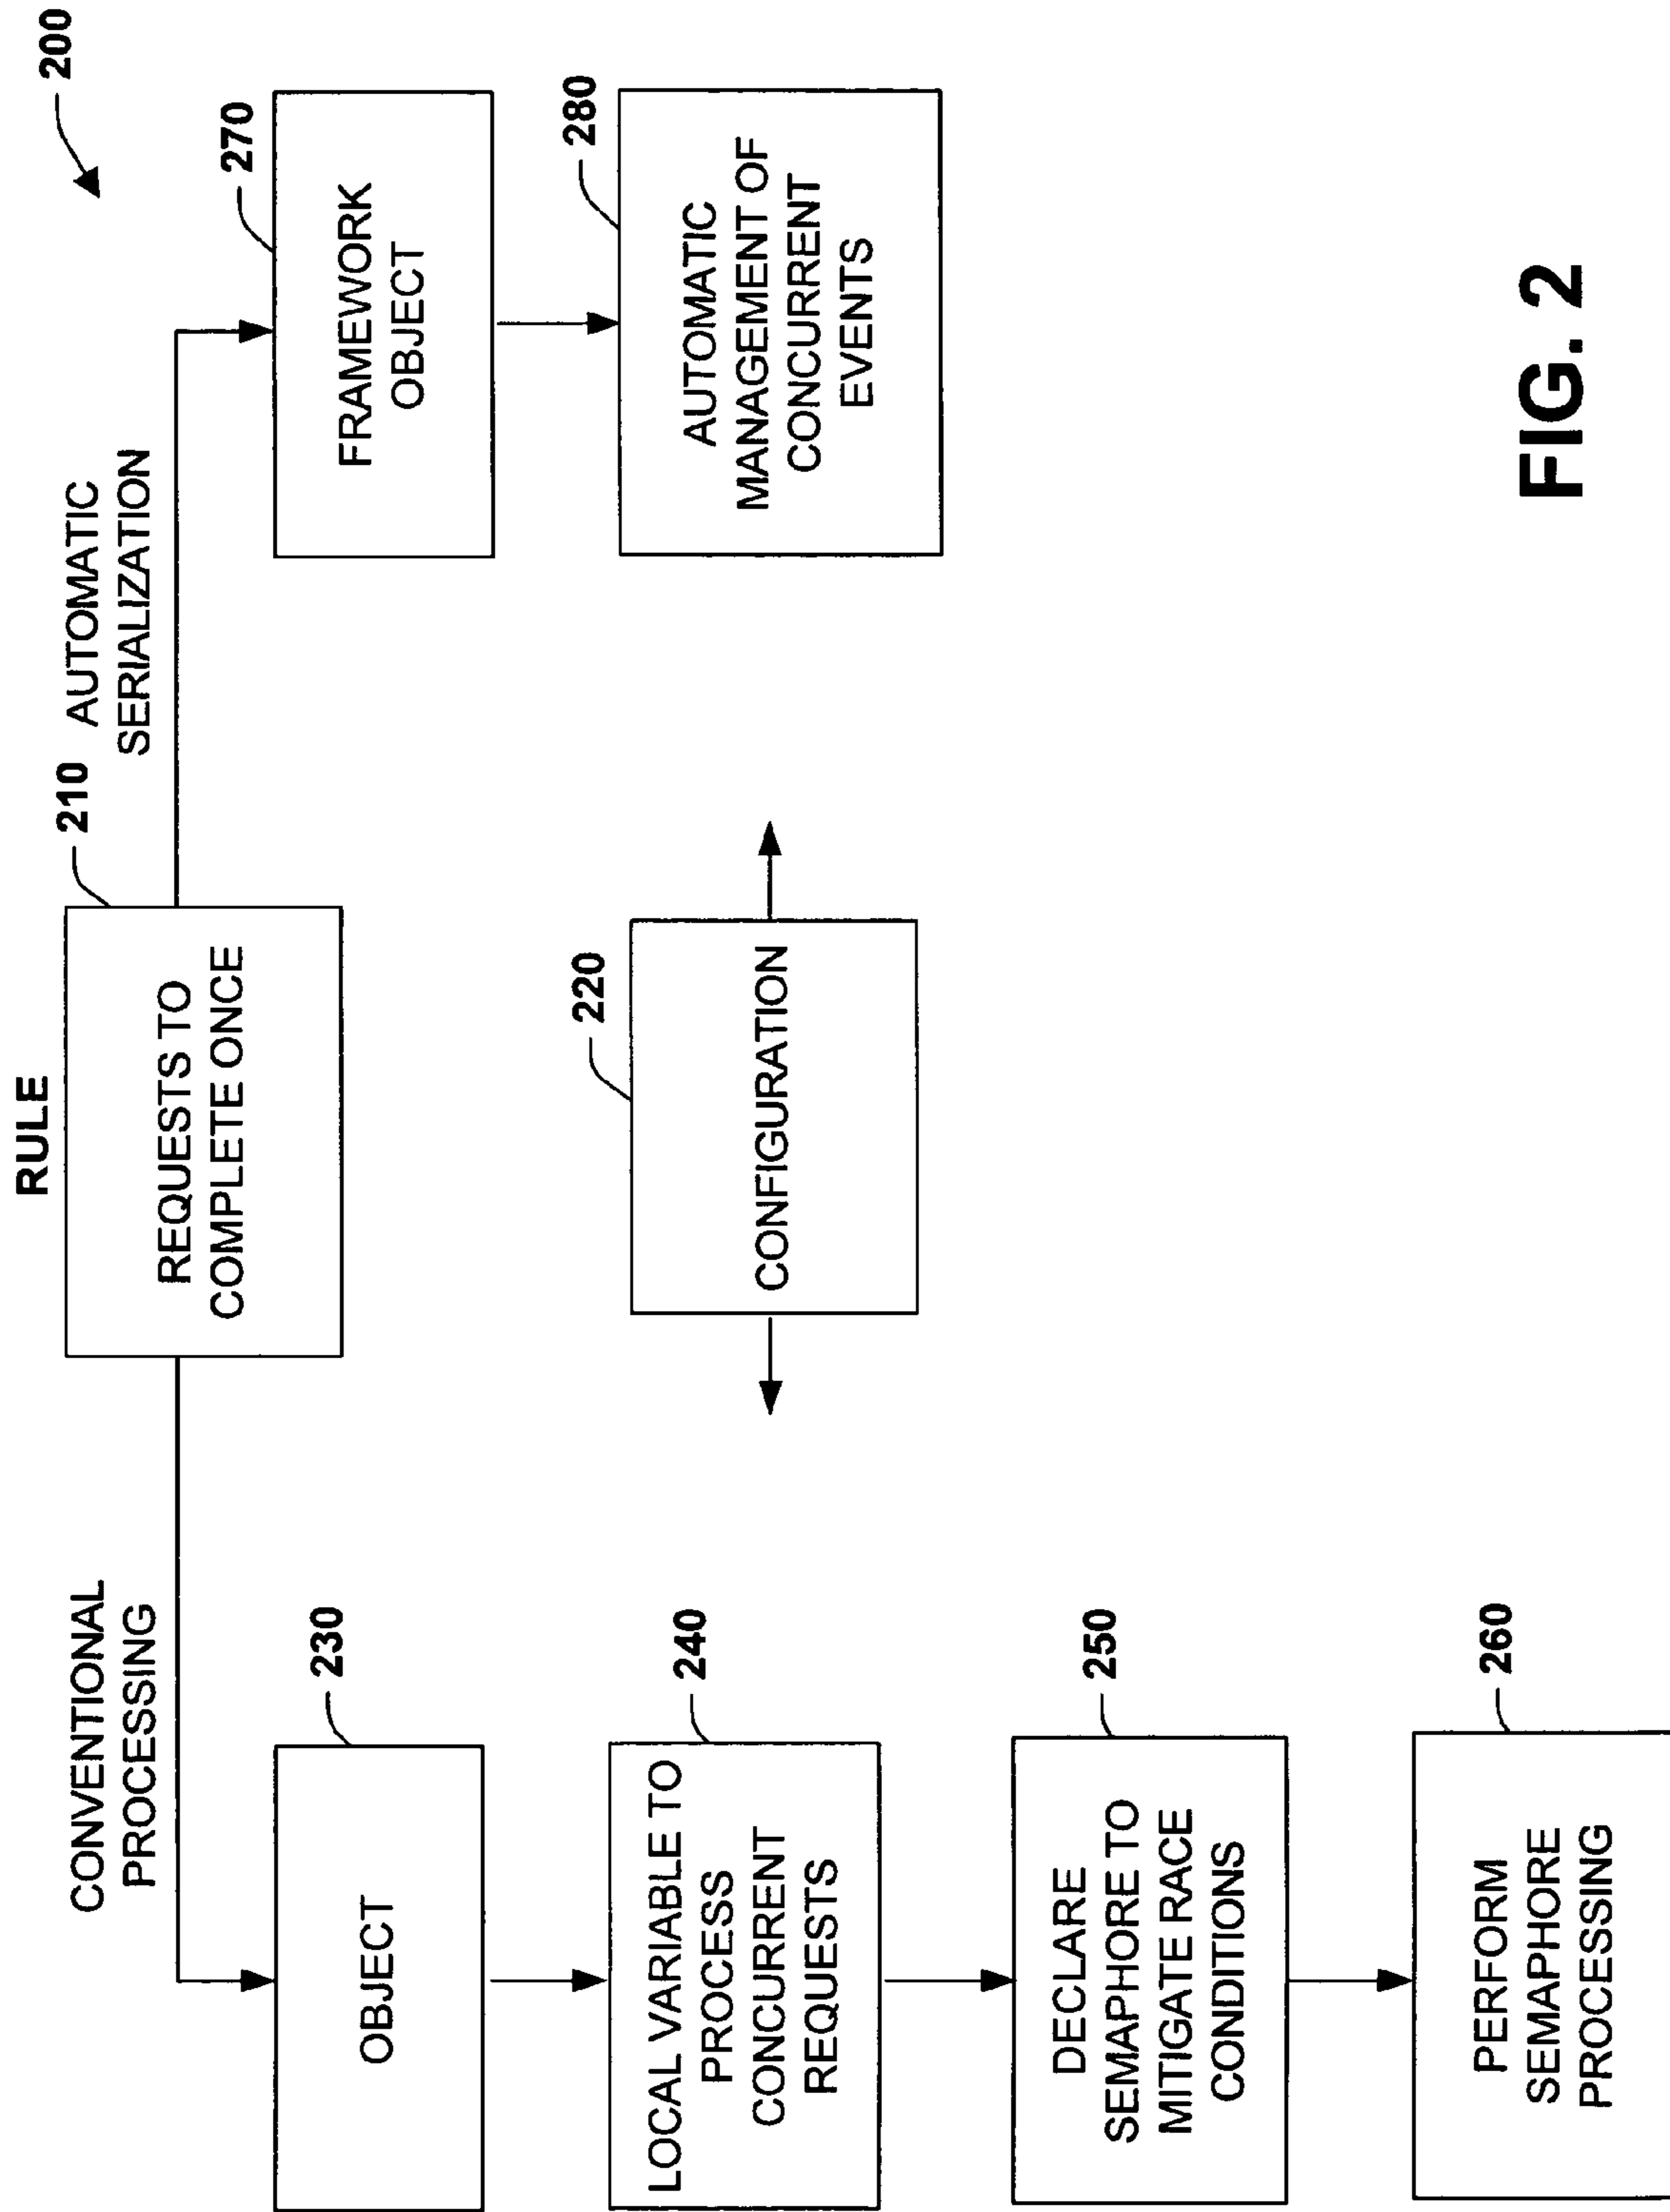 200
RULE
210
REQUESTS TO
COMPLETE ONCE
CONVENTIONAL
PROCESSING
AUTOMATIC
SERIALIZATION
230
OBJECT
240
LOCAL VARIABLE TO
PROCESS
CONCURRENT
REQUESTS
250
DECLARE
SEMAPHORE TO
MITIGATE RACE
CONDITIONS
260
PERFORM
SEMAPHORE
PROCESSING
220
CONFIGURATION
270
FRAMEWORK
OBJECT
280
AUTOMATIC
MANAGEMENT OF
CONCURRENT
EVENTS
FIG. 2